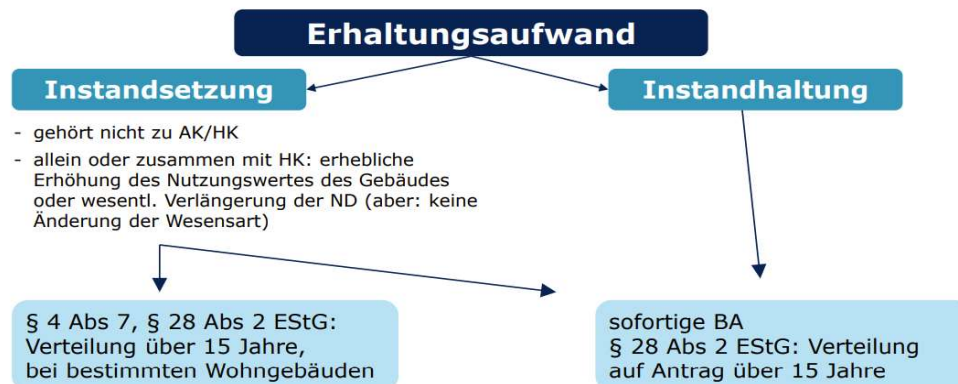 Erhaltungsaufwand
Instandsetzung
Instandhaltung
- gehört nicht zu AK/HK
- allein oder zusammen mit HK: erhebliche
Erhöhung des Nutzungswertes des Gebäudes
oder wesentl. Verlängerung der ND (aber: keine
Änderung der Wesensart)
§ 4 Abs 7, § 28 Abs 2 EStG:
Verteilung über 15 Jahre,
bei bestimmten Wohngebäuden
sofortige BA
§ 28 Abs 2 EStG: Verteilung
auf Antrag über 15 Jahre